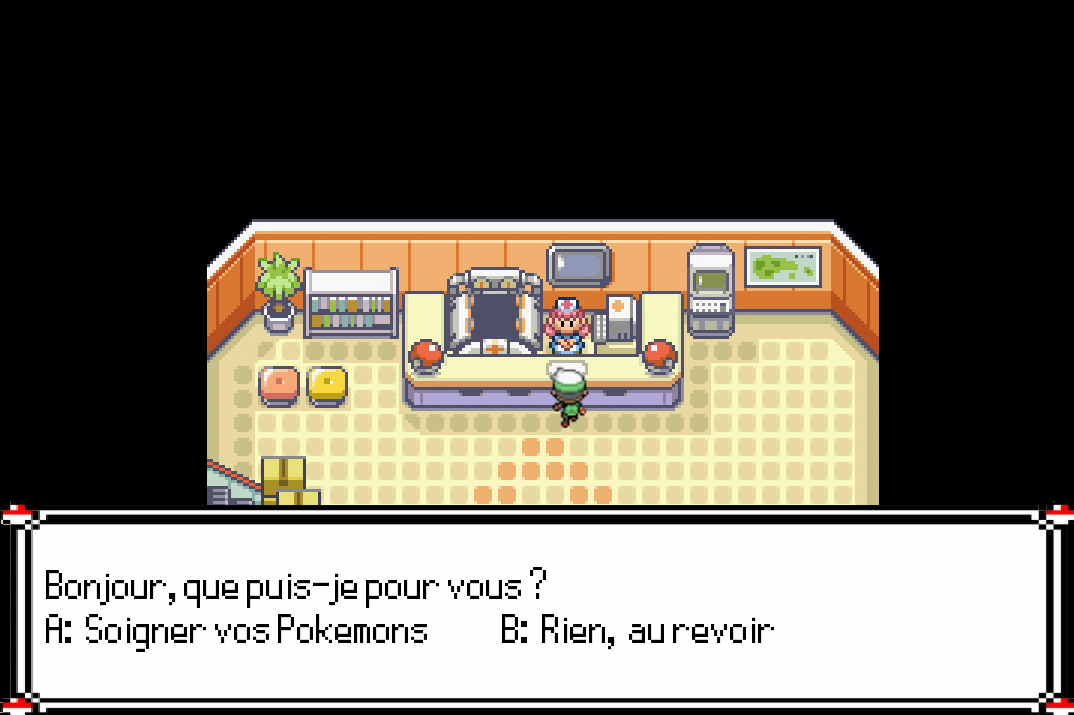 Bonjour, que puis-je pour vous ?
A: Soigner vos Pokemons B: Rien, au revoir